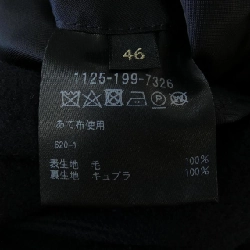 46
1125-199-7326
あて布使用
S20-1
表生地 毛 100%
裏生地 キュプラ 100%